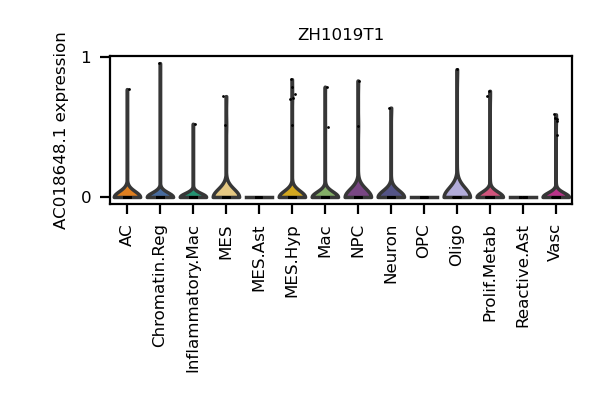 ZH1019T1
AC018648.1 expression
1
0
AC
Chromatin.Reg
Inflammatory.Mac
MES
MES.Ast
MES.Hyp
Mac
NPC
Neuron
OPC
Oligo
Prolif.Metab
Reactive.Ast
Vasc